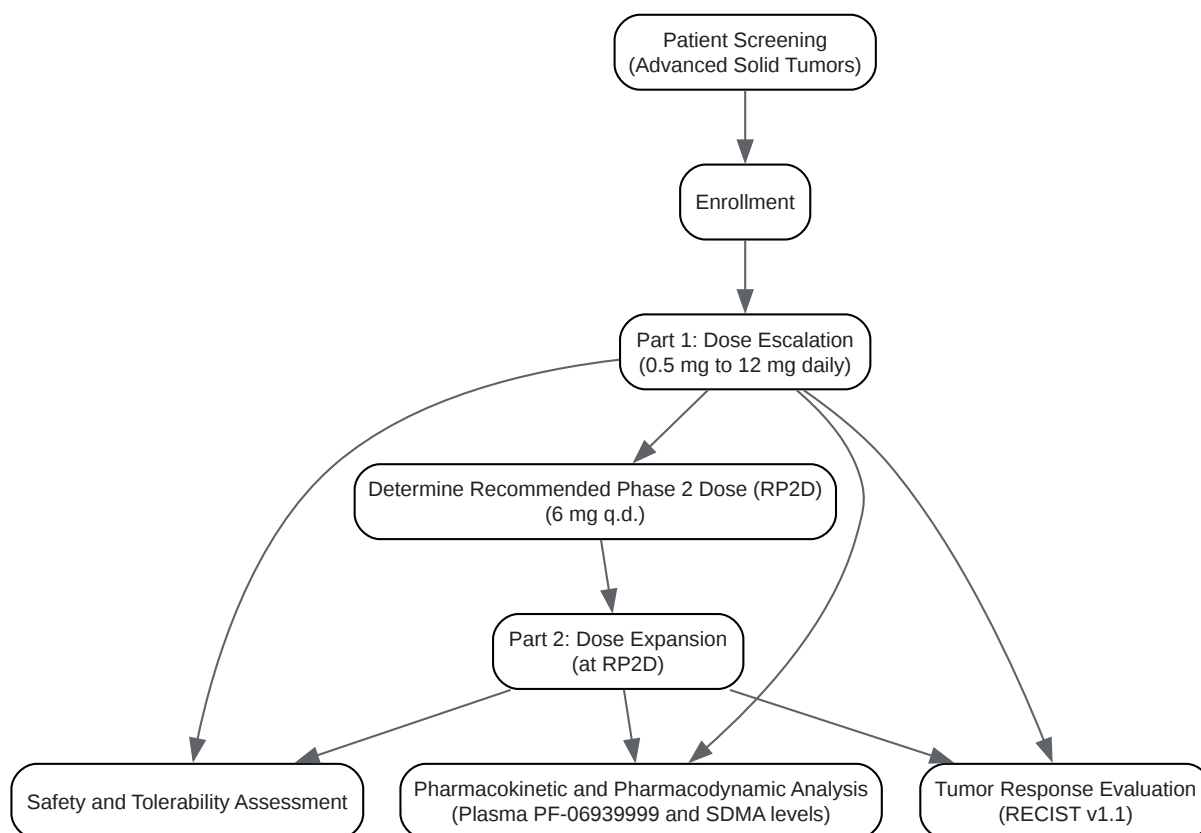 Patient Screening
(Advanced Solid Tumors)
Enrollment
Part 1: Dose Escalation
(0.5 mg to 12 mg daily)
Determine Recommended Phase 2 Dose (RP2D)
(6 mg q.d.)
Part 2: Dose Expansion
(at RP2D)
Safety and Tolerability Assessment
Pharmacokinetic and Pharmacodynamic Analysis
(Plasma PF-06939999 and SDMA levels)
Tumor Response Evaluation
(RECIST v1.1)